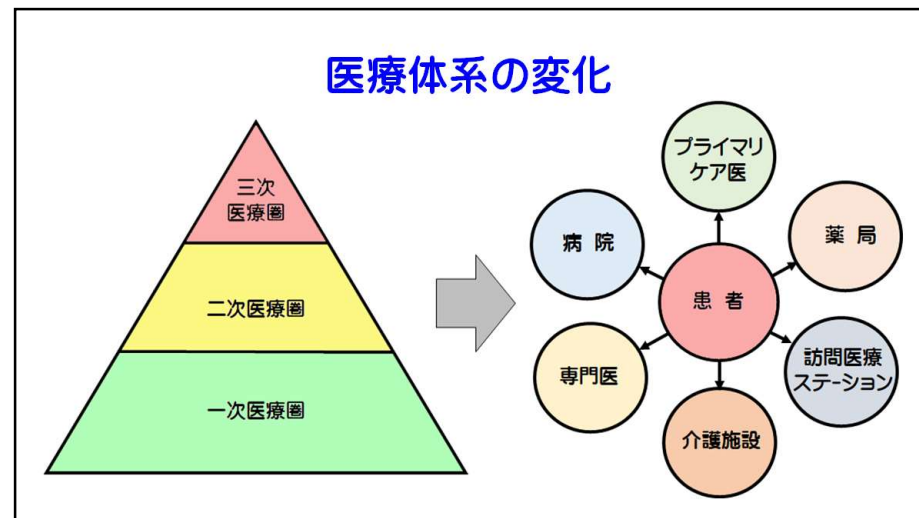 医療体系の変化
三次
医療圏
二次医療圏
一次医療圏
プライマリ
ケア医
病 院
薬 局
患 者
専門医
訪問医療
ステーション
介護施設